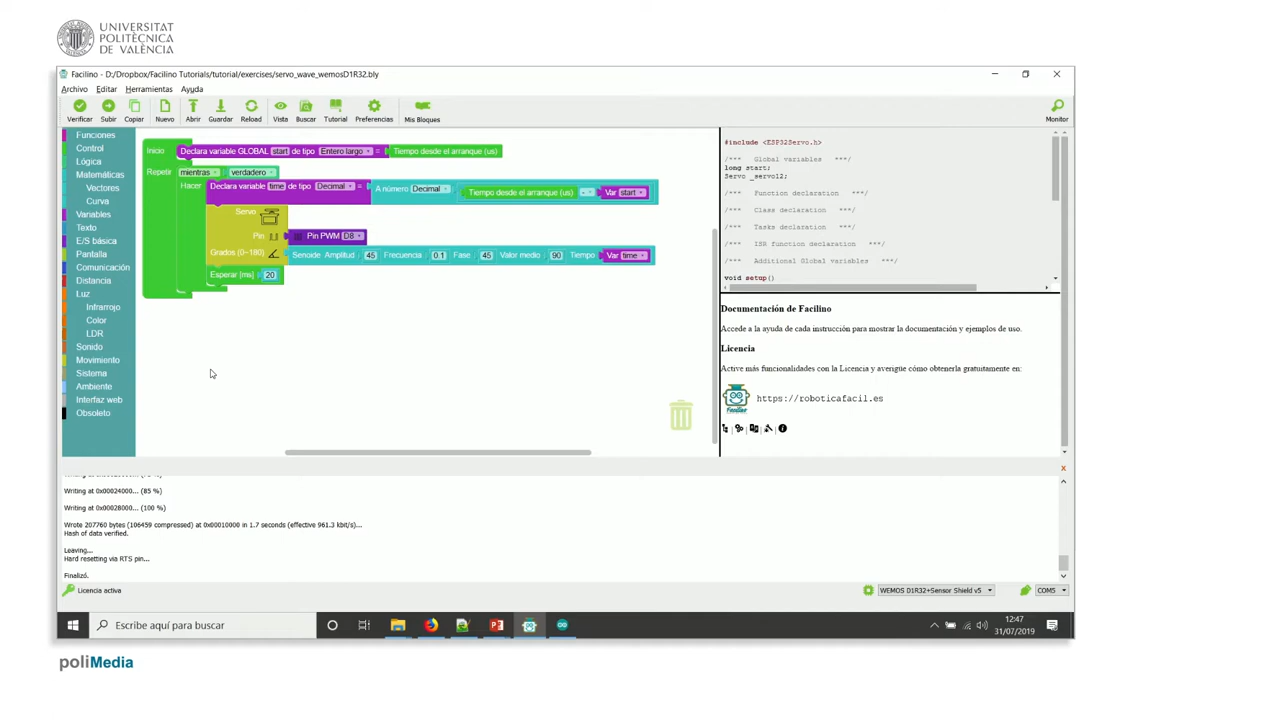 UNIVERSITAT
POLITÈCNICA
DE VALÈNCIA
Facilino - D:/Dropbox/Facilino Tutorials/tutorial/exercises/servo_wave_wemosD1R32.bly
Archivo Editar Herramientas Ayuda
Verificar Subir Copiar Nuevo Abrir Guardar Reload Vista Buscar Tutorial Preferencias Mis Bloques Monitor
Funciones
Control
Lógica
Matemáticas
Vectores
Curva
Variables
Texto
E/S básica
Pantalla
Comunicación
Distancia
Luz
Infrarrojo
Color
LDR
Sonido
Movimiento
Sistema
Ambiente
Interfaz web
Obsoleto
Inicio Declara variable GLOBAL start de tipo Entero largo = Tiempo desde el arranque (us)
Repetir mientras verdadero
Hacer Declara variable time de tipo Decimal = A número Decimal Tiempo desde el arranque (us) - Var start
Servo
Pin Pin PWM D8
Grados (0~180) Senoide Amplitud 45 Frecuencia 0.1 Fase 45 Valor medio 90 Tiempo Var time
Esperar [ms] 20
#include <ESP32Servo.h>
/*** Global variables ***/
long start;
Servo _servo12;
/*** Function declaration ***/
/*** Class declaration ***/
/*** Tasks declaration ***/
/*** ISR function declaration ***/
/*** Additional Global variables ***/
void setup()
Documentación de Facilino
Accede a la ayuda de cada instrucción para mostrar la documentación y ejemplos de uso.
Licencia
Active más funcionalidades con la Licencia y averigüe cómo obtenerla gratuitamente en:
Facilino
https://roboticafacil.es
x
Writing at 0x00024000... (85 %)
Writing at 0x00028000... (100 %)
Wrote 207760 bytes (106459 compressed) at 0x00010000 in 1.7 seconds (effective 961.3 kbit/s)...
Hash of data verified.
Leaving...
Hard resetting via RTS pin...
Finalizó.
Licencia activa
WEMOS D1R32+Sensor Shield v5
COM5
Escribe aquí para buscar
12:47
31/07/2019
poliMedia